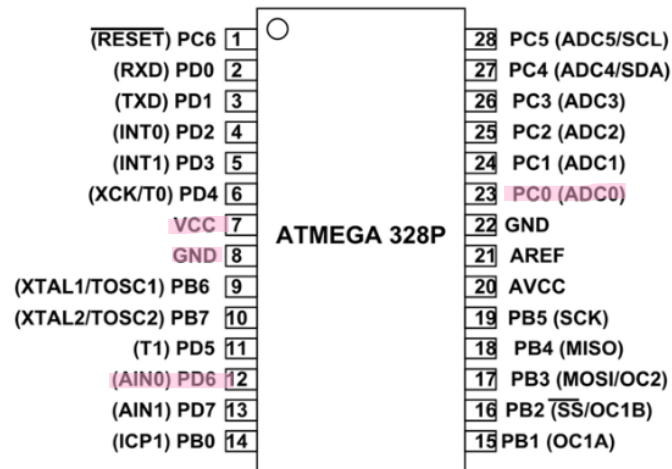 (RESET) PC6 1
(RXD) PD0 2
(TXD) PD1 3
(INT0) PD2 4
(INT1) PD3 5
(XCK/T0) PD4 6
VCC 7
GND 8
(XTAL1/TOSC1) PB6 9
(XTAL2/TOSC2) PB7 10
(T1) PD5 11
(AIN0) PD6 12
(AIN1) PD7 13
(ICP1) PB0 14
ATMEGA 328P
28 PC5 (ADC5/SCL)
27 PC4 (ADC4/SDA)
26 PC3 (ADC3)
25 PC2 (ADC2)
24 PC1 (ADC1)
23 PC0 (ADC0)
22 GND
21 AREF
20 AVCC
19 PB5 (SCK)
18 PB4 (MISO)
17 PB3 (MOSI/OC2)
16 PB2 (SS/OC1B)
15 PB1 (OC1A)